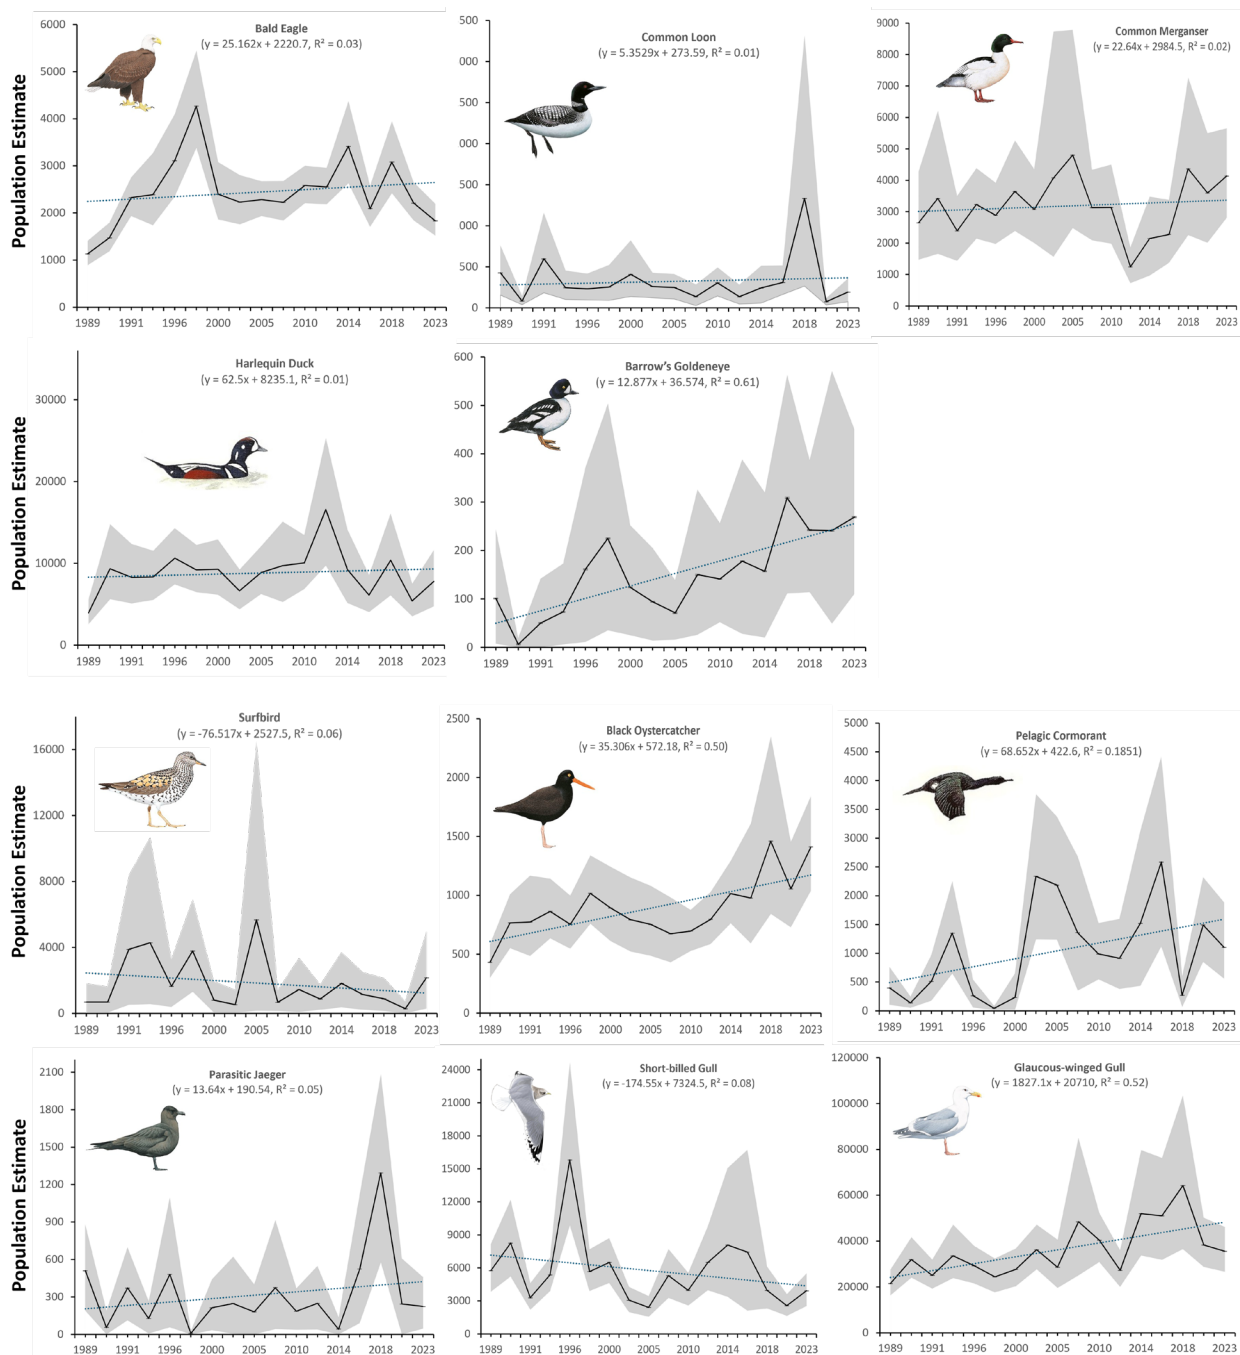 Bald Eagle
(y = 25.162x + 2220.7, R² = 0.03)
Population Estimate
6000
5000
4000
3000
2000
1000
0
1989 1991 1996 2000 2005 2010 2014 2018 2023
Common Loon
(y = 5.3529x + 273.59, R² = 0.01)
500
000
500
000
500
000
500
0
1989 1991 1996 2000 2005 2010 2014 2018 2023
Common Merganser
(y = 22.64x + 2984.5, R² = 0.02)
9000
8000
7000
6000
5000
4000
3000
2000
1000
0
1989 1991 1996 2000 2005 2010 2014 2018 2023
Harlequin Duck
(y = 62.5x + 8235.1, R² = 0.01)
Population Estimate
30000
20000
10000
0
1989 1991 1996 2000 2005 2010 2014 2018 2023
Barrow's Goldeneye
(y = 12.877x + 36.574, R² = 0.61)
600
500
400
300
200
100
0
1989 1991 1996 2000 2005 2010 2014 2018 2023
Surfbird
(y = -76.517x + 2527.5, R² = 0.06)
Population Estimate
16000
12000
8000
4000
0
1989 1991 1996 2000 2005 2010 2014 2018 2023
Black Oystercatcher
(y = 35.306x + 572.18, R² = 0.50)
2500
2000
1500
1000
500
0
1989 1991 1996 2000 2005 2010 2014 2018 2023
Pelagic Cormorant
(y = 68.652x + 422.6, R² = 0.1851)
5000
4500
4000
3500
3000
2500
2000
1500
1000
500
0
1989 1991 1996 2000 2005 2010 2014 2018 2023
Parasitic Jaeger
(y = 13.64x + 190.54, R² = 0.05)
Population Estimate
2100
1800
1500
1200
900
600
300
0
1989 1991 1996 2000 2005 2010 2014 2018 2023
Short-billed Gull
(y = -174.55x + 7324.5, R² = 0.08)
24000
21000
18000
15000
12000
9000
6000
3000
0
1989 1991 1996 2000 2005 2010 2014 2018 2023
Glaucous-winged Gull
(y = 1827.1x + 20710, R² = 0.52)
120000
100000
80000
60000
40000
20000
0
1989 1991 1996 2000 2005 2010 2014 2018 2023